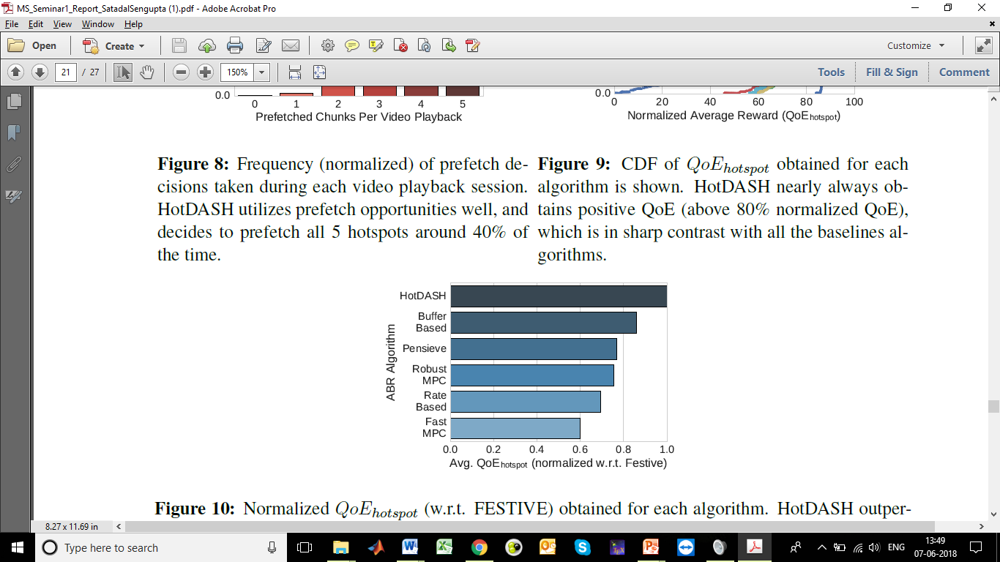 MS_Seminar1_Report_SatadalSengupta (1).pdf - Adobe Acrobat Pro
File Edit View Window Help
Open Create Customize
21 / 27 150% Tools Fill & Sign Comment
0.0
0 1 2 3 4 5
Prefetched Chunks Per Video Playback
0.0
0 20 40 60 80 100
Normalized Average Reward (QoEhotspot)
Figure 8: Frequency (normalized) of prefetch de-
cisions taken during each video playback session.
HotDASH utilizes prefetch opportunities well, and
decides to prefetch all 5 hotspots around 40% of
the time.
Figure 9: CDF of QoEhotspot obtained for each
algorithm is shown. HotDASH nearly always ob-
tains positive QoE (above 80% normalized QoE),
which is in sharp contrast with all the baselines al-
gorithms.
ABR Algorithm
HotDASH
Buffer
Based
Pensieve
Robust
MPC
Rate
Based
Fast
MPC
0.0 0.2 0.4 0.6 0.8 1.0
Avg. QoEhotspot (normalized w.r.t. Festive)
Figure 10: Normalized QoEhotspot (w.r.t. FESTIVE) obtained for each algorithm. HotDASH outper-
8.27 x 11.69 in
Type here to search
ENG
13:49
07-06-2018